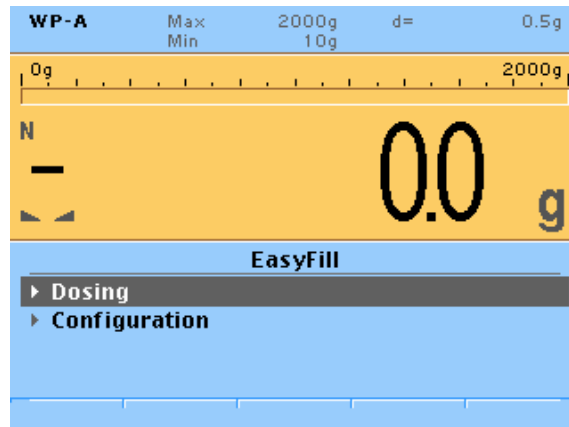 WP-A Max 2000g d= 0.5g
Min 10g
0g 2000g
N
- 0.0 g
EasyFill
Dosing
Configuration